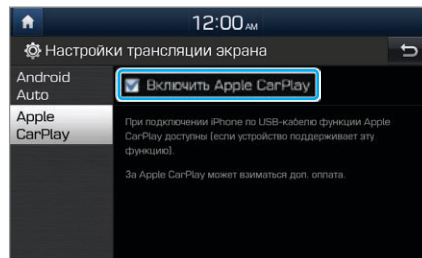 12:00 AM
Настройки трансляции экрана
Android
Auto
Включить Apple CarPlay
Apple
CarPlay
При подключении iPhone по USB-кабелю функции Apple
CarPlay доступны [если устройство поддерживает эту
функцию].
За Apple CarPlay может взиматься доп. оплата.